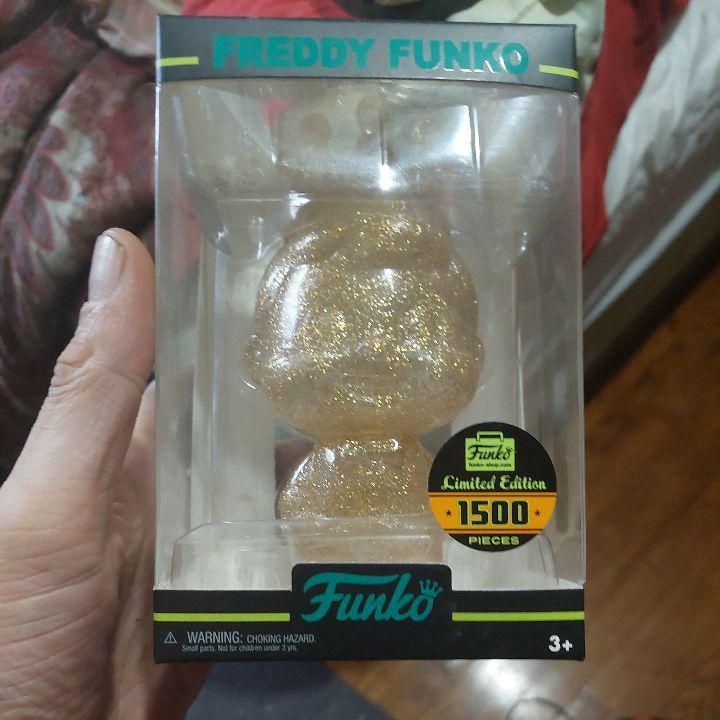 FREDDY FUNKO
Funko
funko-shop.com
Limited Edition
1500
PIECES
Funko
WARNING: CHOKING HAZARD.
Small parts. Not for children under 3 yrs.
3+